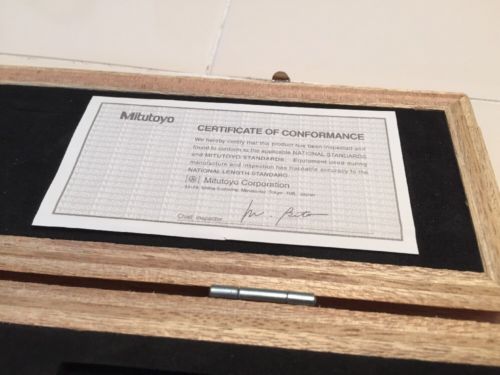 Mitutoyo
CERTIFICATE OF CONFORMANCE
We hereby certify that this product has been inspected and
found to conform to the applicable NATIONAL STANDARDS
and MITUTOYO STANDARDS. Equipment used during
manufacture and inspection has traceable accuracy to the
NATIONAL LENGTH STANDARD.
Mitutoyo Corporation
Chief Inspector